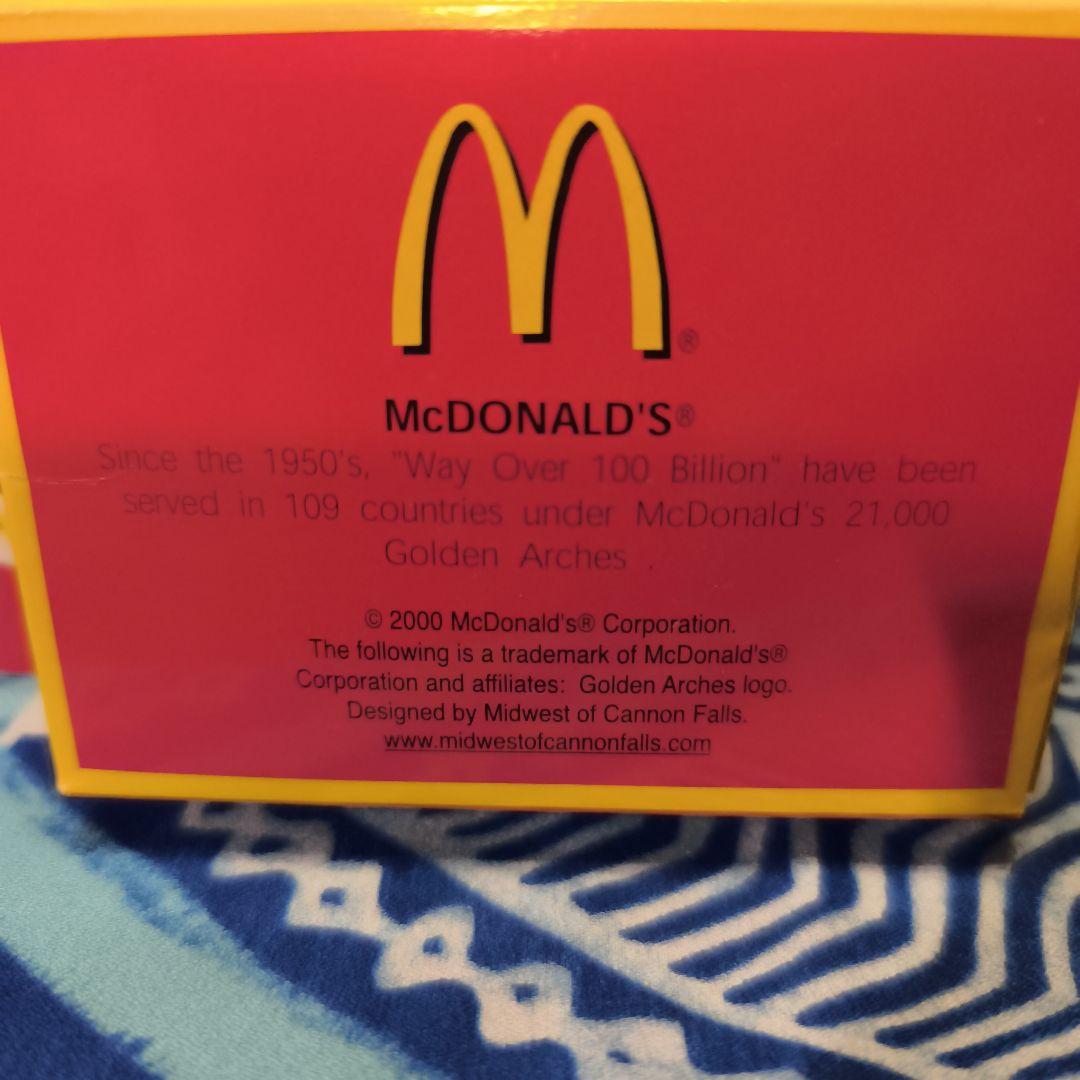 M®
McDONALD'S®
Since the 1950's, "Way Over 100 Billion" have been
served in 109 countries under McDonald's 21,000
Golden Arches .
© 2000 McDonald's® Corporation.
The following is a trademark of McDonald's®
Corporation and affiliates: Golden Arches logo.
Designed by Midwest of Cannon Falls.
www.midwestofcannonfalls.com